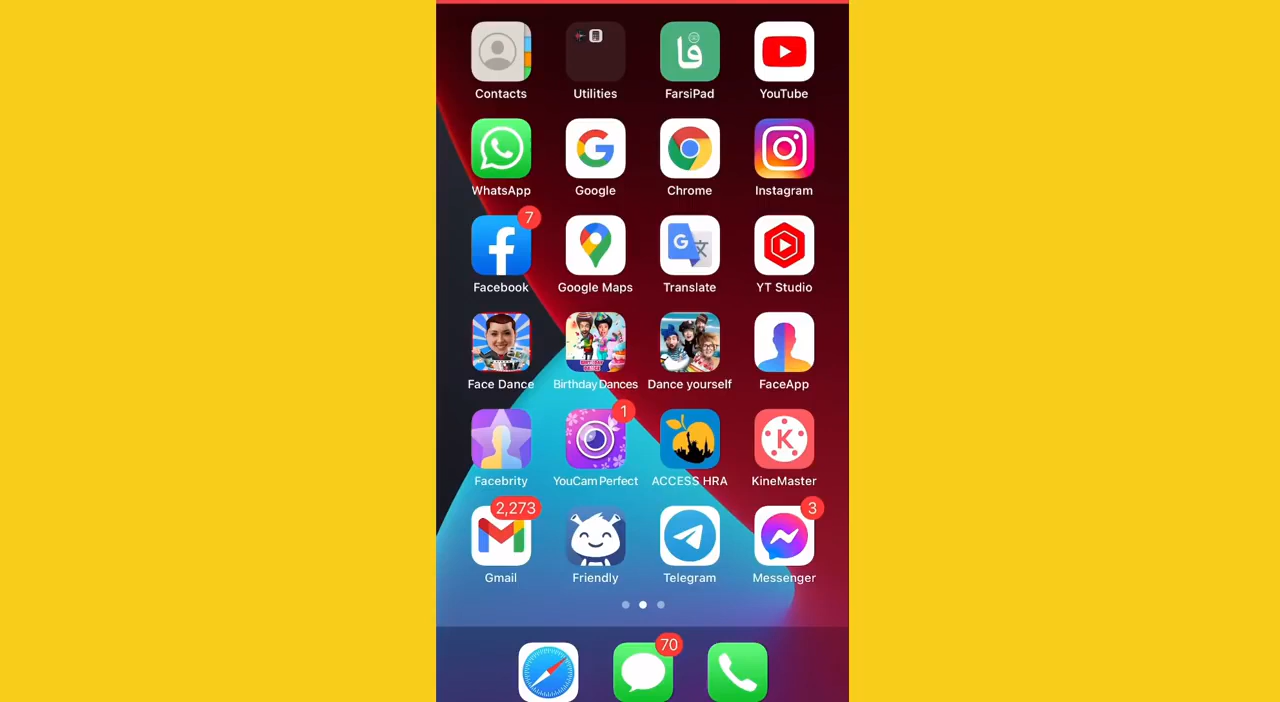 Contacts Utilities FarsiPad YouTube
فا
WhatsApp Google Chrome Instagram
7
Facebook Google Maps Translate YT Studio
Face Dance Birthday Dances Dance yourself FaceApp
1
K
Facebrity YouCam Perfect ACCESS HRA KineMaster
2,273 3
Gmail Friendly Telegram Messenger
70